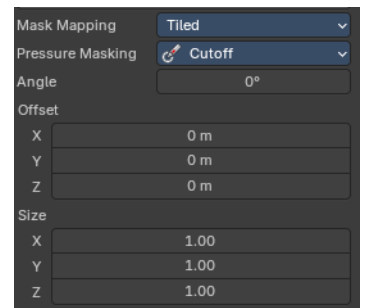 Mask Mapping Tiled
Pressure Masking Cutoff
Angle 0°
Offset
X 0 m
Y 0 m
Z 0 m
Size
X 1.00
Y 1.00
Z 1.00